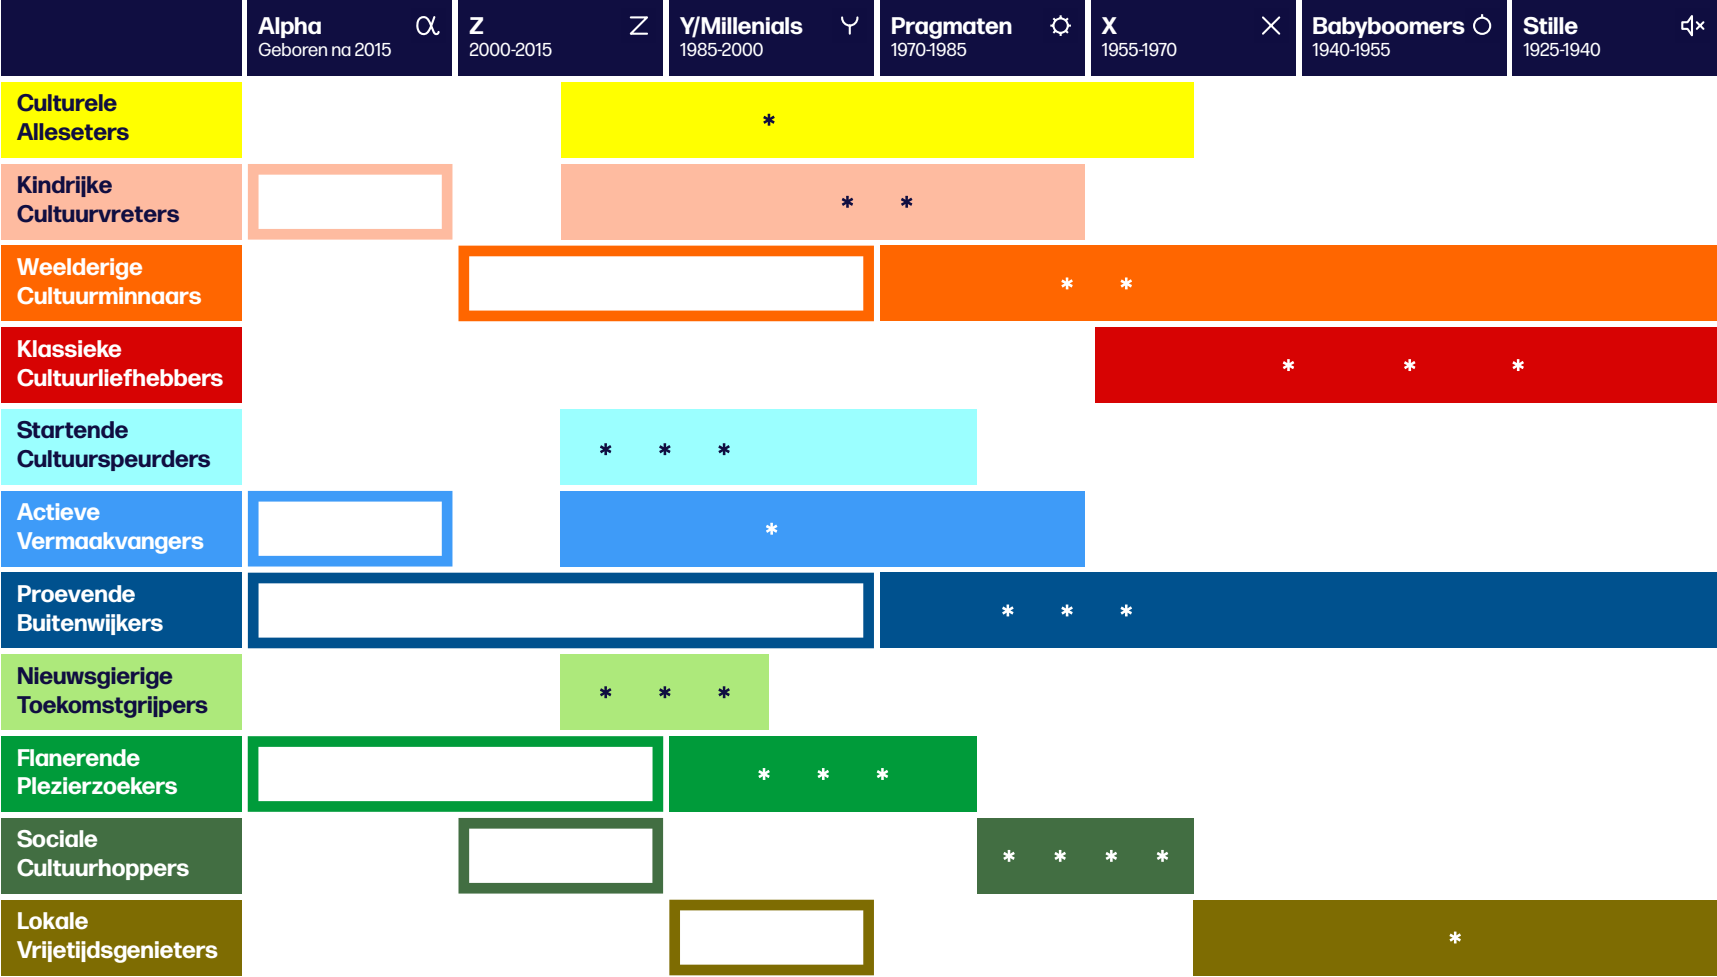 Alpha
Geboren na 2015
Z
2000-2015
Y/Millenials
1985-2000
Pragmaten
1970-1985
X
1955-1970
Babyboomers
1940-1955
Stille
1925-1940
Culturele
Alleseters
*
Kindrijke
Cultuurvreters
* *
Weelderige
Cultuurminnaars
* *
Klassieke
Cultuurliefhebbers
* * *
Startende
Cultuurspeurders
* * *
Actieve
Vermaakvangers
*
Proevende
Buitenwijkers
* * *
Nieuwsgierige
Toekomstgrijpers
* * *
Flanerende
Plezierzoekers
* * *
Sociale
Cultuurhoppers
* * * *
Lokale
Vrijetijdsgenieters
*